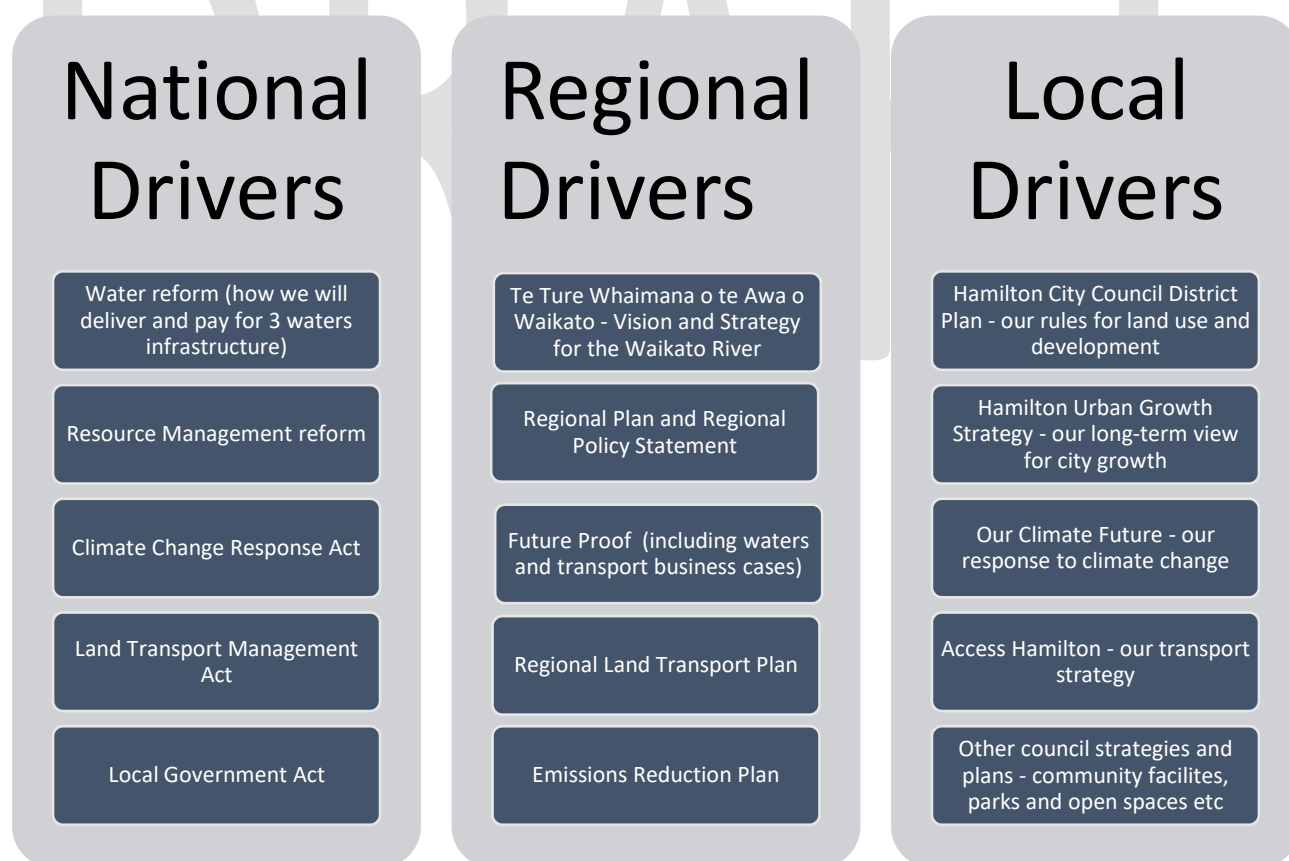 National
Drivers
Water reform (how we will
deliver and pay for 3 waters
infrastructure)
Resource Management reform
Climate Change Response Act
Land Transport Management
Act
Local Government Act
Regional
Drivers
Te Ture Whaimana o te Awa o
Waikato - Vision and Strategy
for the Waikato River
Regional Plan and Regional
Policy Statement
Future Proof  (including waters
and transport business cases)
Regional Land Transport Plan
Emissions Reduction Plan
Local
Drivers
Hamilton City Council District
Plan - our rules for land use and
development
Hamilton Urban Growth
Strategy - our long-term view
for city growth
Our Climate Future - our
response to climate change
Access Hamilton - our transport
strategy
Other council strategies and
plans - community facilites,
parks and open spaces etc